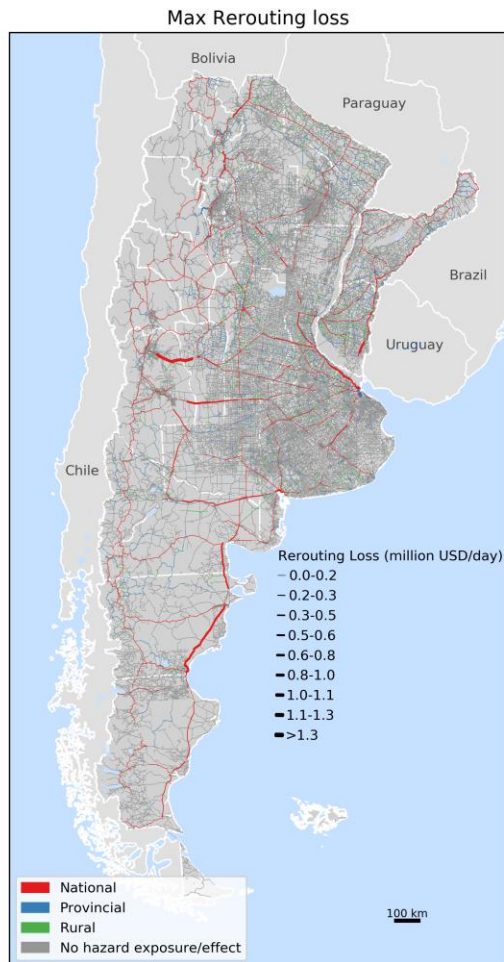 Max Rerouting loss
Bolivia
Paraguay
Brazil
Uruguay
Chile
Rerouting Loss (million USD/day)
0.0-0.2
0.2-0.3
0.3-0.5
0.5-0.6
0.6-0.8
0.8-1.0
1.0-1.1
1.1-1.3
>1.3
National
Provincial
Rural
No hazard exposure/effect
100 km